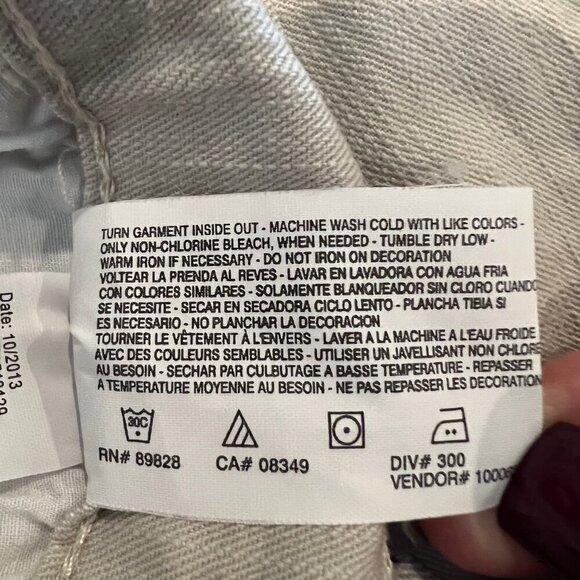 TURN GARMENT INSIDE OUT - MACHINE WASH COLD WITH LIKE COLORS -
ONLY NON-CHLORINE BLEACH, WHEN NEEDED - TUMBLE DRY LOW -
WARM IRON IF NECESSARY - DO NOT IRON ON DECORATION
VOLTEAR LA PRENDA AL REVES - LAVAR EN LAVADORA CON AGUA FRIA
CON COLORES SIMILARES - SOLAMENTE BLANQUEADOR SIN CLORO CUANDO
SE NECESITE - SECAR EN SECADORA CICLO LENTO - PLANCHA TIBIA SI
ES NECESARIO - NO PLANCHAR LA DECORACION
TOURNER LE VÊTEMENT À L'ENVERS - LAVER A LA MACHINE A L'EAU FROIDE
AVEC DES COULEURS SEMBLABLES - UTILISER UN JAVELLISANT NON CHLORE
AU BESOIN - SECHAR PAR CULBUTAGE A BASSE TEMPERATURE - REPASSER
A TEMPERATURE MOYENNE AU BESOIN - NE PAS REPASSER LES DECORATION
30C
RN# 89828
CA# 08349
DIV# 300
VENDOR#
Date: 10/2013